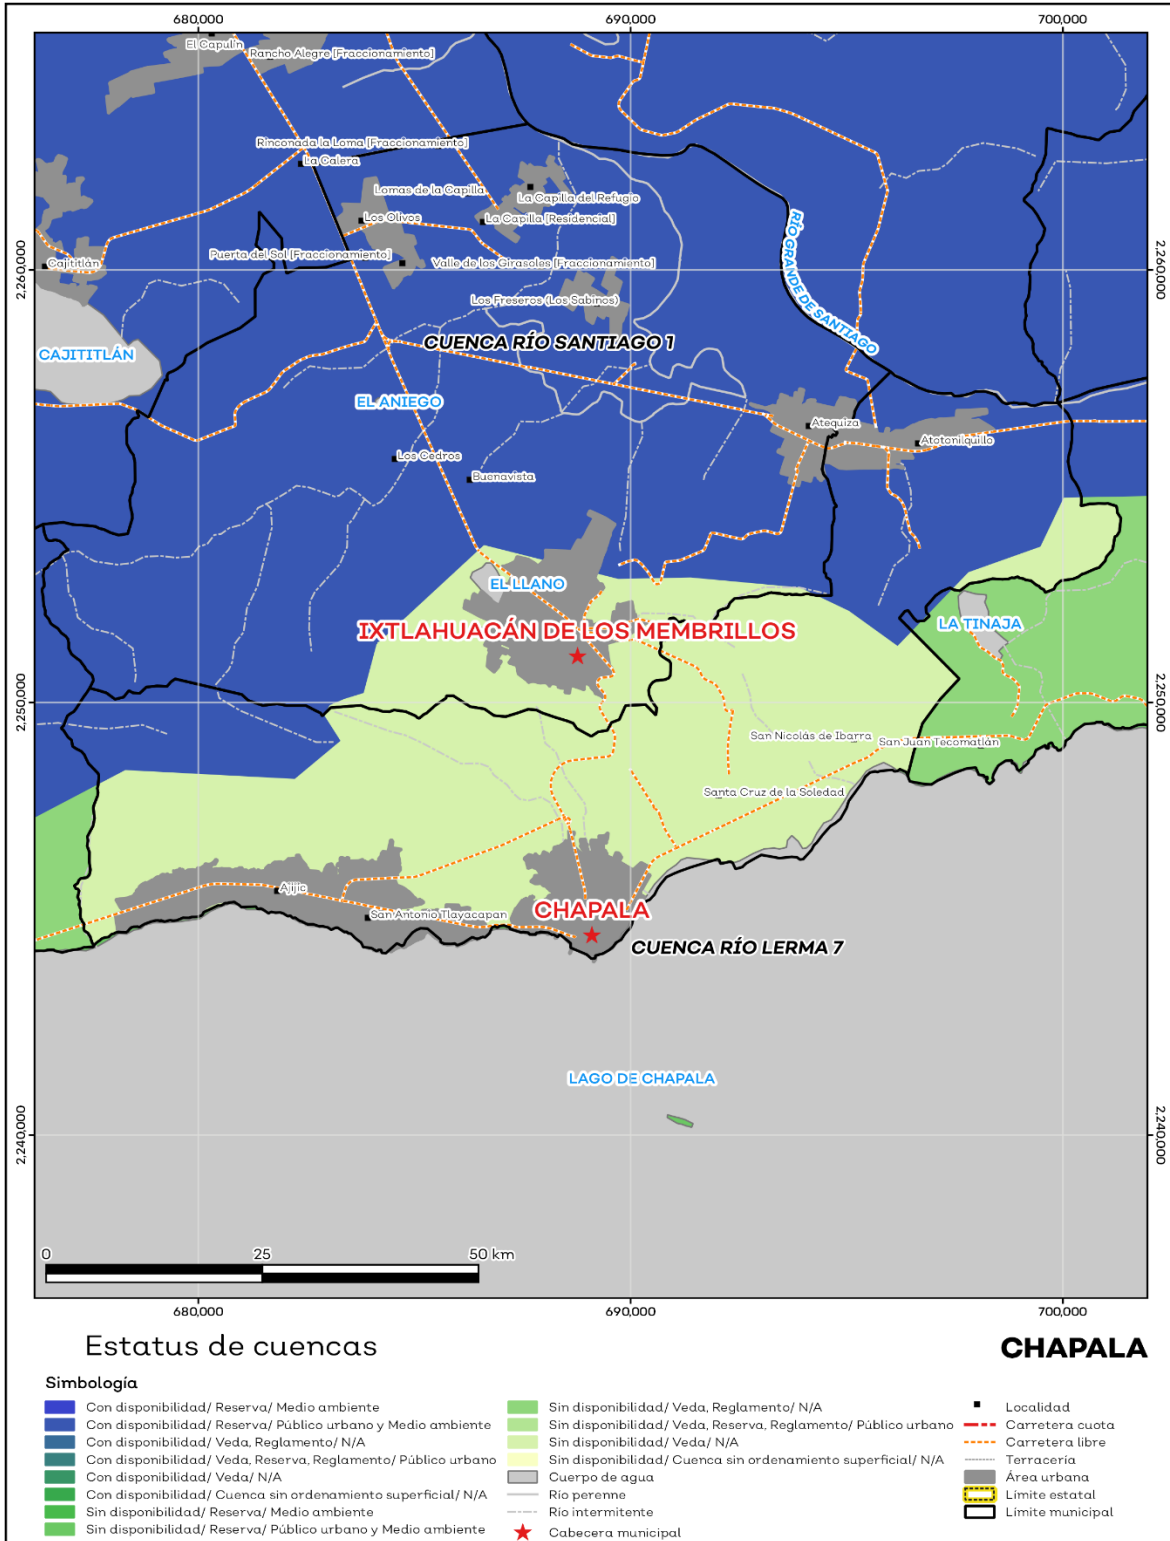 680,000
690,000
700,000
El Capulín
Rancho Alegre [Fraccionamiento]
Rinconada la Loma [Fraccionamiento]
La Calera
Lomas de la Capilla
La Capilla del Refugio
Los Olivos
La Capilla [Residencial]
Puerta del Sol [Fraccionamiento]
Valle de los Girasoles [Fraccionamiento]
Cajititlán
RÍO GRANDE DE SANTIAGO
2,260,000
2,260,000
Los Freseros (Los Sabinos)
CUENCA RÍO SANTIAGO 1
CAJITITLÁN
EL ANIEGO
Atequiza
Atotonilquillo
Los Cedros
Buenavista
EL LLANO
IXTLAHUACÁN DE LOS MEMBRILLOS
LA TINAJA
2,250,000
2,250,000
San Nicolás de Ibarra
San Juan Tecomatlán
Santa Cruz de la Soledad
Ajijic
San Antonio Tlayacapan
CHAPALA
CUENCA RÍO LERMA 7
LAGO DE CHAPALA
2,240,000
2,240,000
0
25
50 km
680,000
690,000
700,000
Estatus de cuencas
CHAPALA
Simbología
Con disponibilidad/ Reserva/ Medio ambiente
Con disponibilidad/ Reserva/ Público urbano y Medio ambiente
Con disponibilidad/ Veda, Reglamento/ N/A
Con disponibilidad/ Veda, Reserva, Reglamento/ Público urbano
Con disponibilidad/ Veda/ N/A
Con disponibilidad/ Cuenca sin ordenamiento superficial/ N/A
Sin disponibilidad/ Reserva/ Medio ambiente
Sin disponibilidad/ Reserva/ Público urbano y Medio ambiente
Sin disponibilidad/ Veda, Reglamento/ N/A
Sin disponibilidad/ Veda, Reserva, Reglamento/ Público urbano
Sin disponibilidad/ Veda/ N/A
Sin disponibilidad/ Cuenca sin ordenamiento superficial/ N/A
Cuerpo de agua
Río perenne
Río intermitente
Cabecera municipal
Localidad
Carretera cuota
Carretera libre
Terracería
Área urbana
Límite estatal
Límite municipal